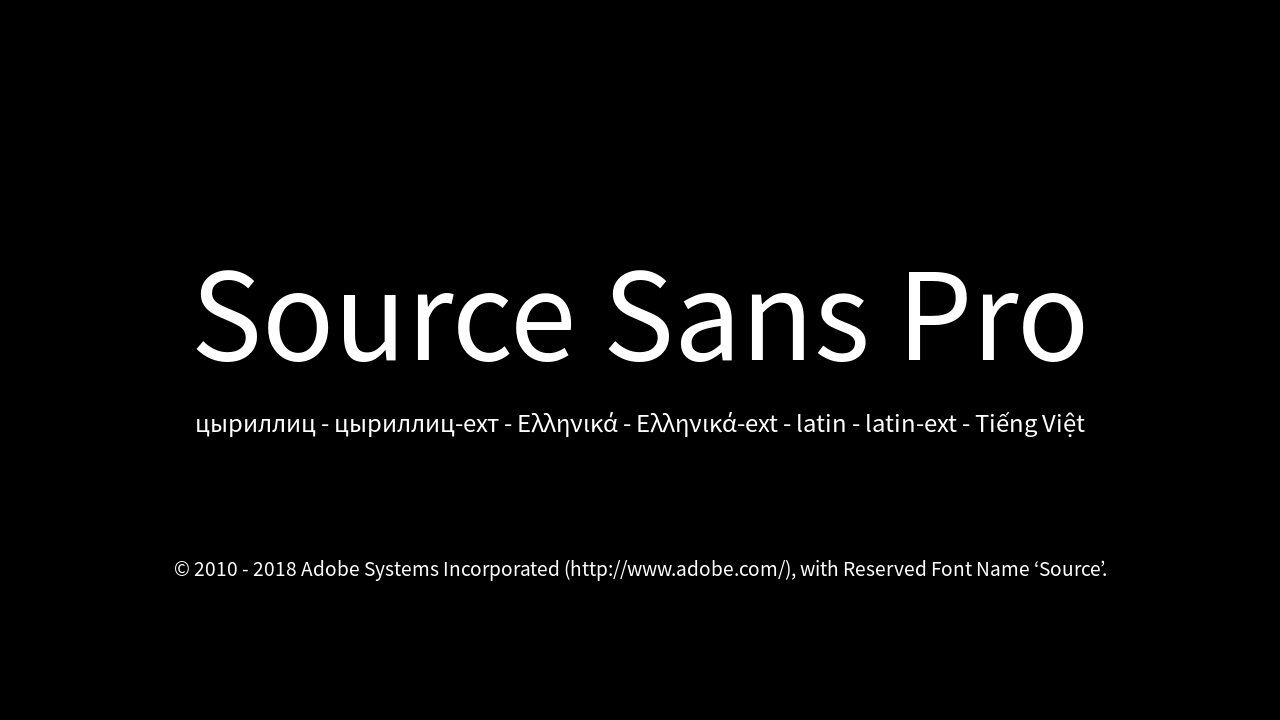 Source Sans Pro
цыриллиц - цыриллиц-ехт - Ελληνικά - Ελληνικά-ext - latin - latin-ext - Tiếng Việt
© 2010 - 2018 Adobe Systems Incorporated (http://www.adobe.com/), with Reserved Font Name ‘Source’.